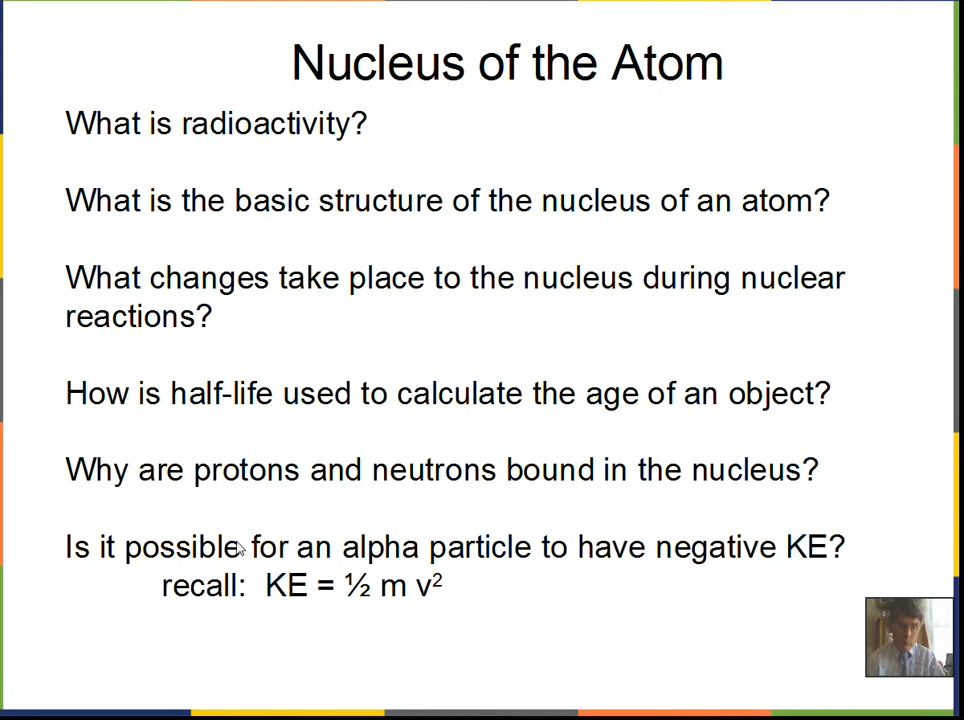 Nucleus of the Atom
What is radioactivity?
What is the basic structure of the nucleus of an atom?
What changes take place to the nucleus during nuclear
reactions?
How is half-life used to calculate the age of an object?
Why are protons and neutrons bound in the nucleus?
Is it possible for an alpha particle to have negative KE?
recall: KE = ½ m v²